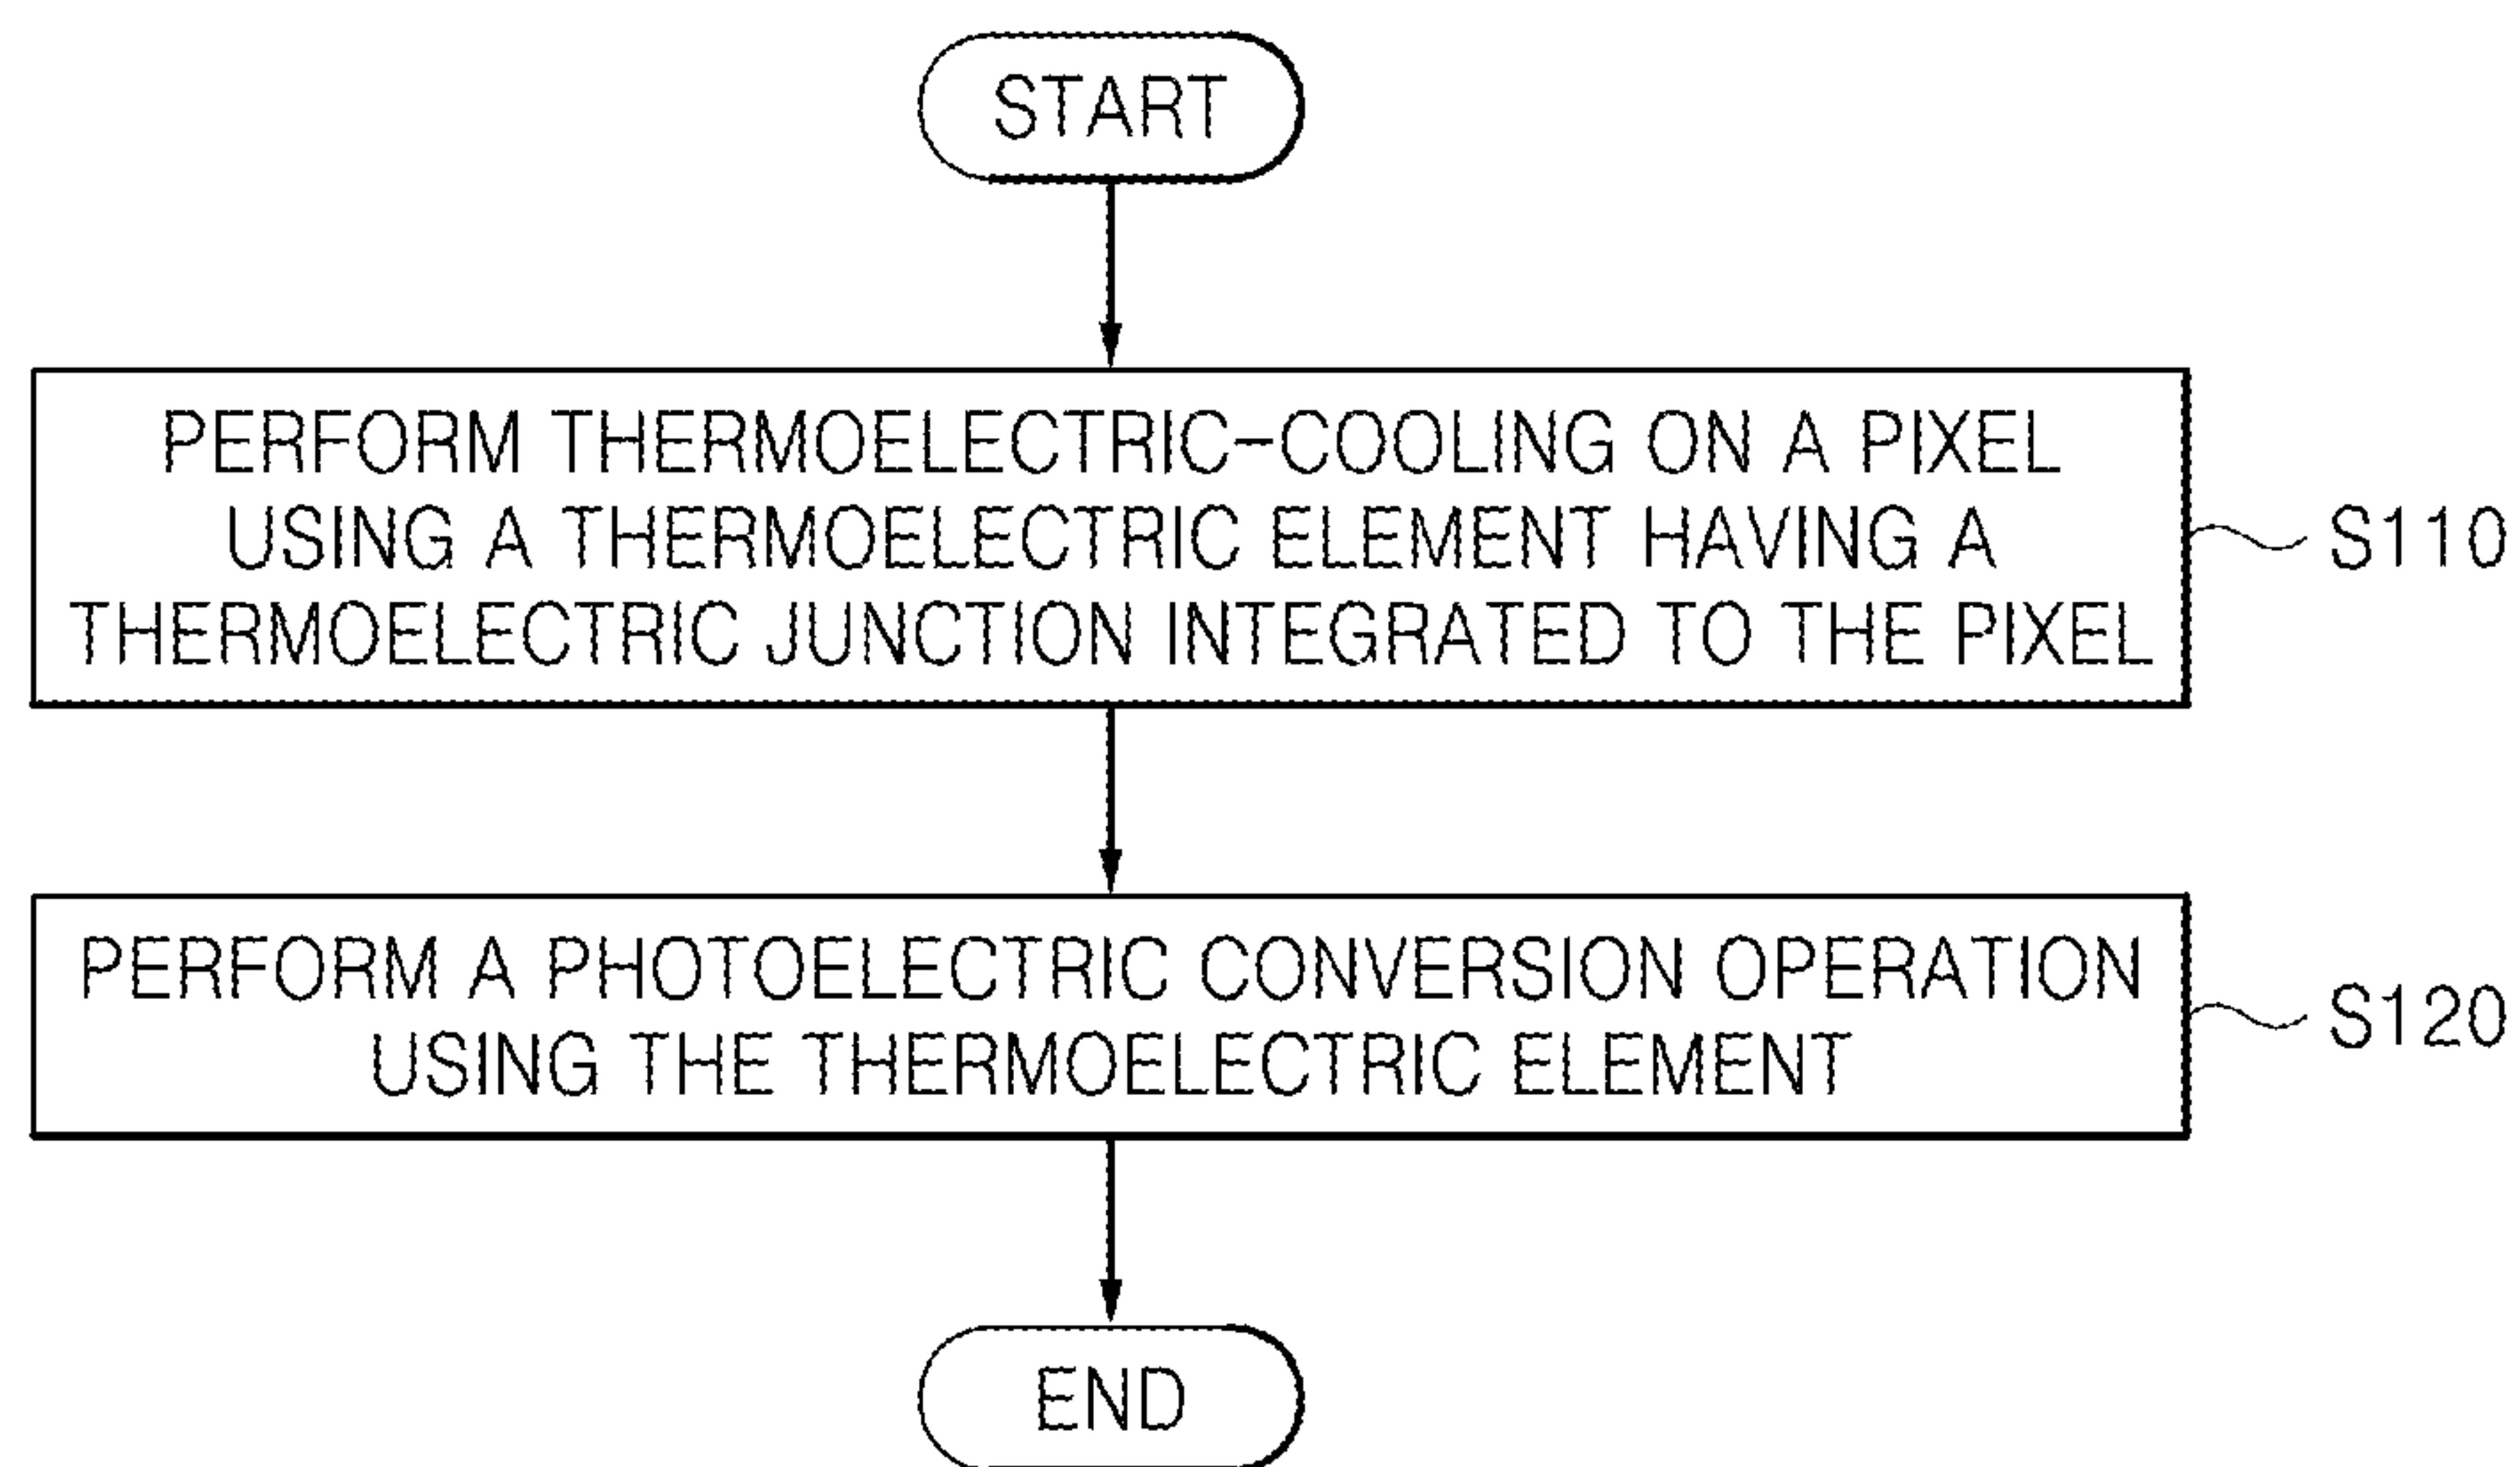 START
PERFORM THERMOELECTRIC-COOLING ON A PIXEL
USING A THERMOELECTRIC ELEMENT HAVING A
THERMOELECTRIC JUNCTION INTEGRATED TO THE PIXEL
S110
PERFORM A PHOTOELECTRIC CONVERSION OPERATION
USING THE THERMOELECTRIC ELEMENT
S120
END